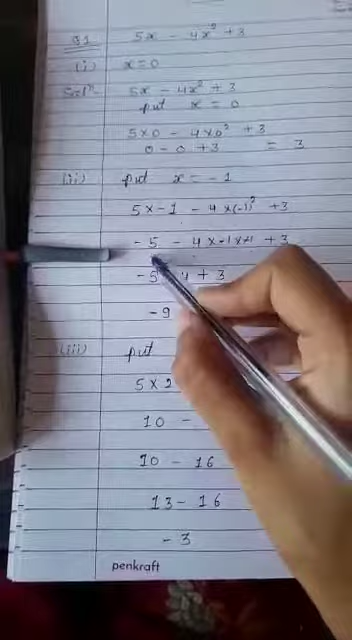 Q1 5x - 4x² + 3
(i) x = 0
Solⁿ- 5x - 4x² + 3
put x = 0
5×0 - 4×0² + 3
0 - 0 + 3 = 3
(ii) put x = -1
5×-1 - 4×(-1)² + 3
-5 - 4×-1×-1 + 3
-5 - 4 + 3
-9
(iii) put
5×2
10 -
10 - 16
13 - 16
-3
penkraft